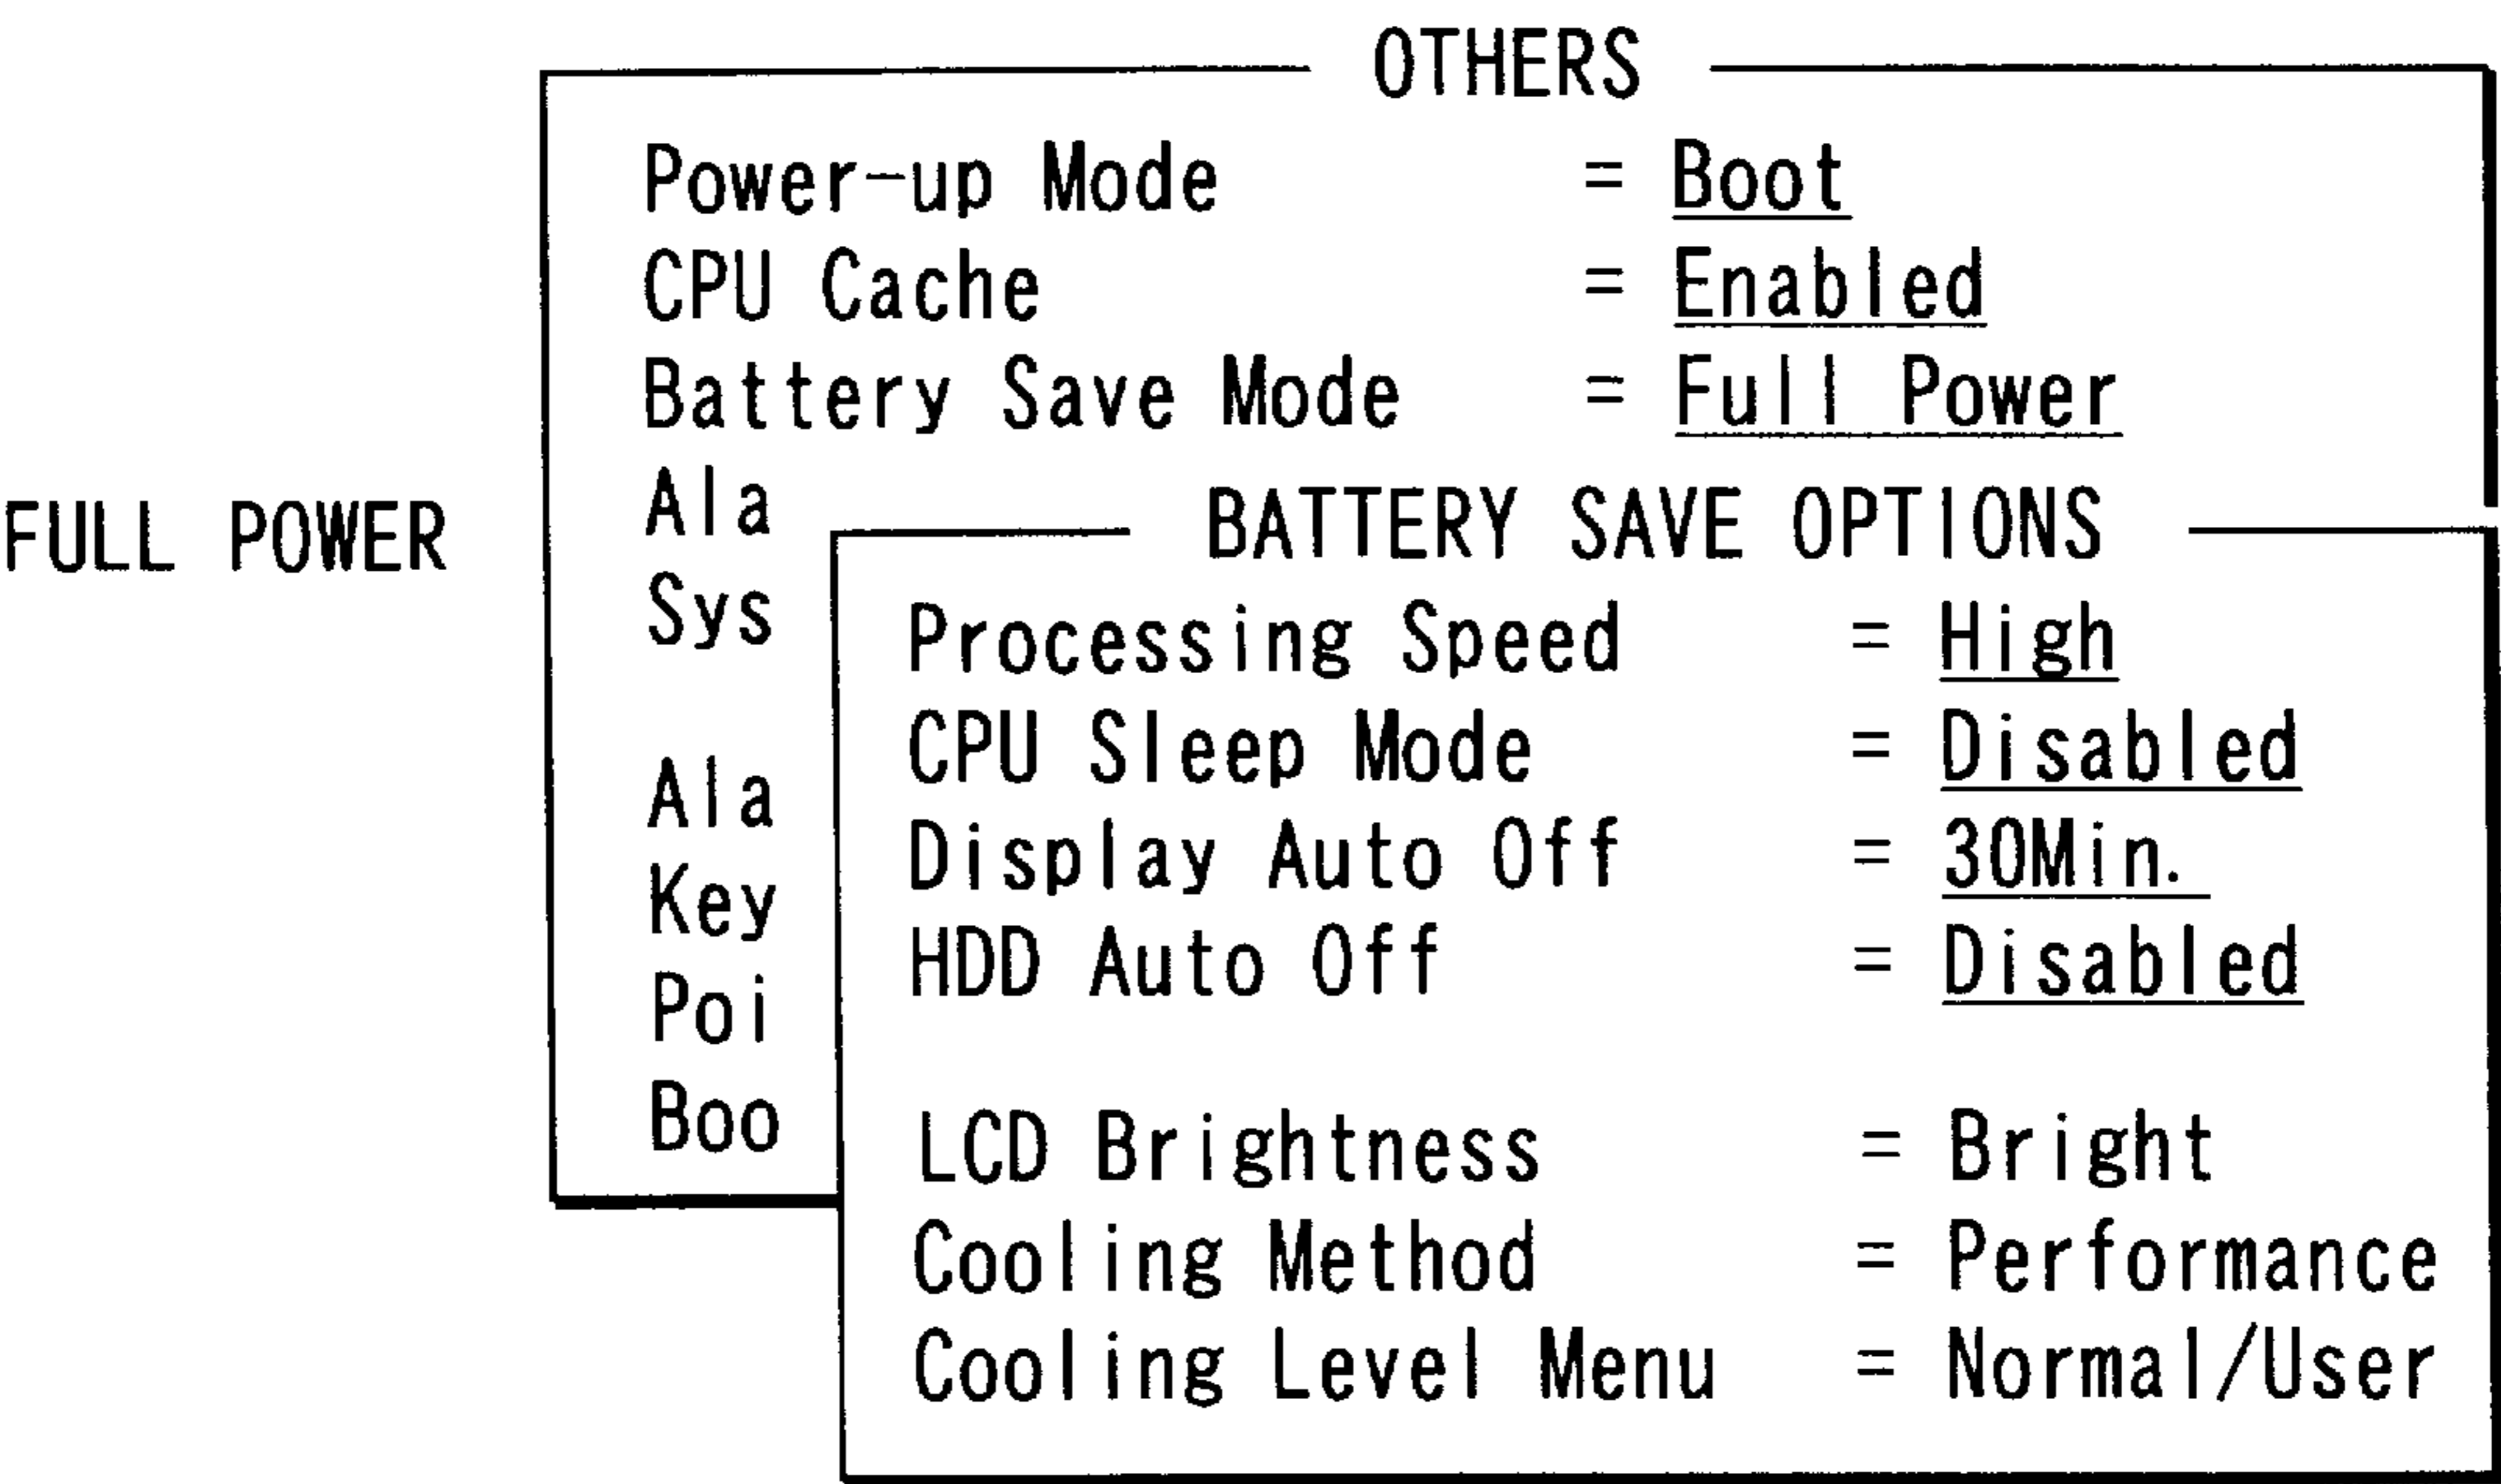 OTHERS
Power-up Mode = Boot
CPU Cache = Enabled
Battery Save Mode = Full Power
Ala
FULL POWER
BATTERY SAVE OPTIONS
Sys
Processing Speed = High
CPU Sleep Mode = Disabled
Ala
Display Auto Off = 30Min.
Key
HDD Auto Off = Disabled
Poi
Boo
LCD Brightness = Bright
Cooling Method = Performance
Cooling Level Menu = Normal/User